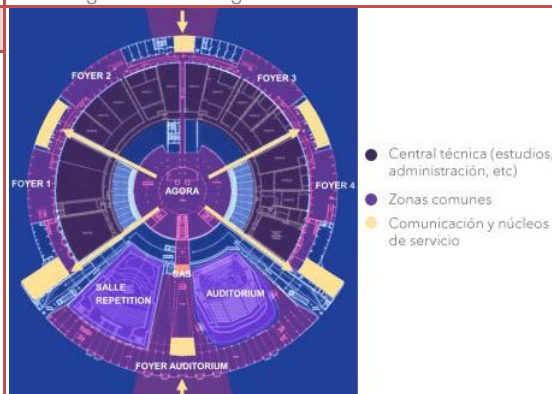 FOYER 2
FOYER 3
FOYER 1
AGORA
FOYER 4
SAS
SALLE
REPETITION
AUDITORIUM
FOYER AUDITORIUM
Central técnica (estudios,
administración, etc)
Zonas comunes
Comunicación y núcleos
de servicio